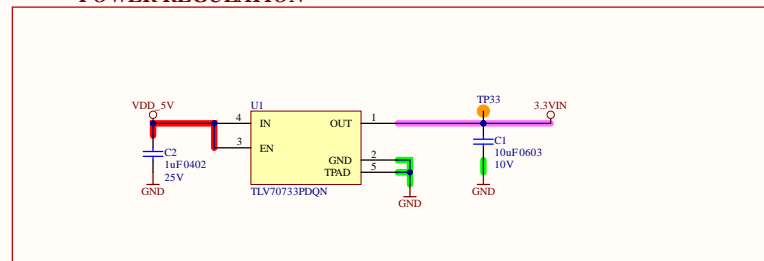 POWER REGULATION
VDD_5V
U1
TP33
3.3VIN
4
IN
OUT
1
3
EN
C2
1uF0402
25V
GND
2
TPAD
5
C1
10uF0603
10V
GND
TLV70733PDQN
GND
GND